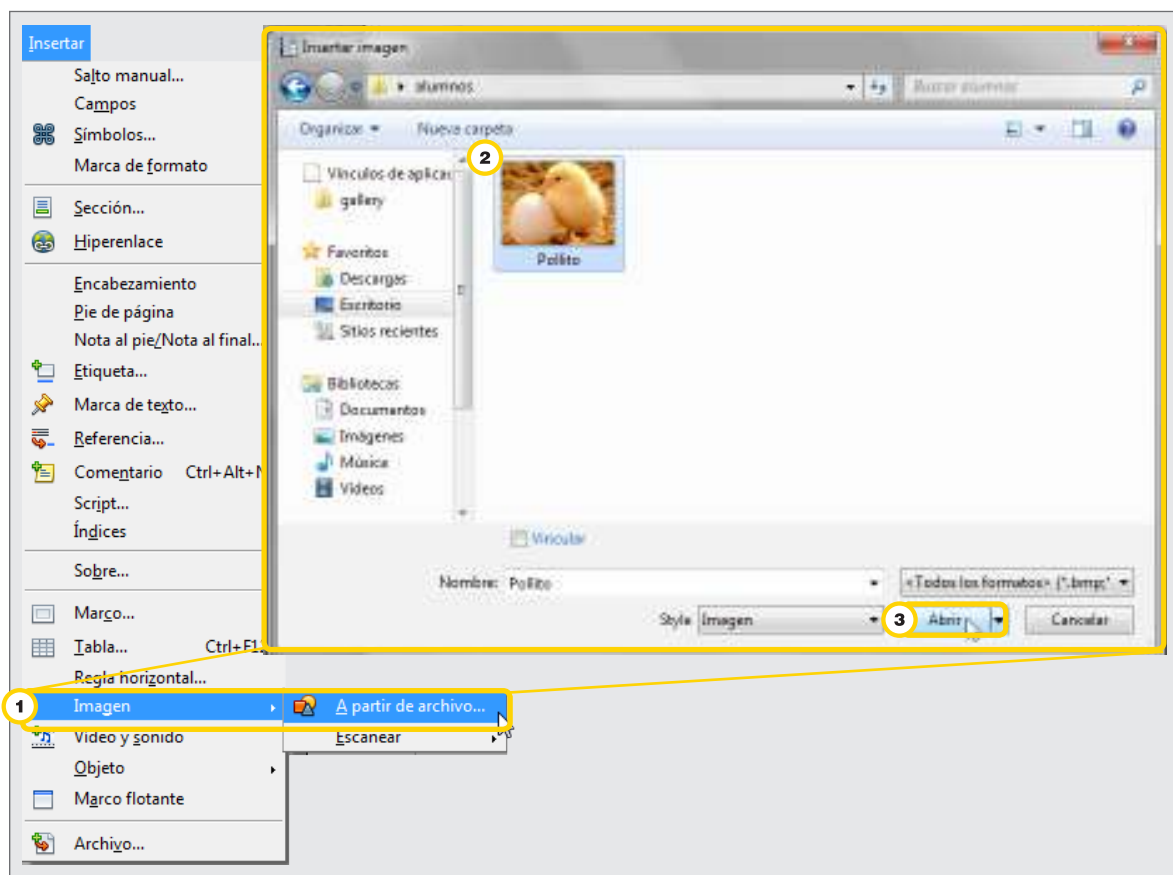 Insertar
Salto manual...
Campos
Símbolos...
Marca de formato
Sección...
Hiperenlace
Encabezamiento
Pie de página
Nota al pie/Nota al final...
Etiqueta...
Marca de texto...
Referencia...
Comentario Ctrl+Alt+
Script...
Índices
Sobre...
Marco...
Tabla... Ctrl+F12
Regla horizontal...
1 Imagen
A partir de archivo...
Video y sonido
Escanear
Objeto
Marco flotante
Archivo...
Insertar imagen
alumnos
Buscar alumnos
Organizar
Nueva carpeta
2
Vínculos de aplicac
gallery
Favoritos
Descargas
Escritorio
Sitios recientes
Bibliotecas
Documentos
Imágenes
Música
Vídeos
Pollito
Vincular
Nombre: Pollito
<Todos los formatos> (*.bmp;*
Style Imagen
3 Abrir
Cancelar